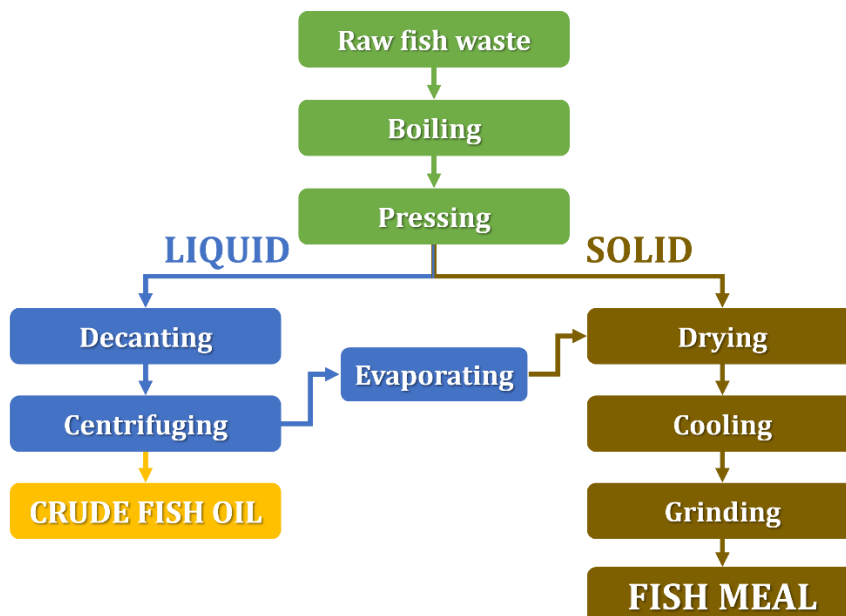 Raw fish waste
Boiling
Pressing
LIQUID
SOLID
Decanting
Drying
Evaporating
Centrifuging
Cooling
CRUDE FISH OIL
Grinding
FISH MEAL